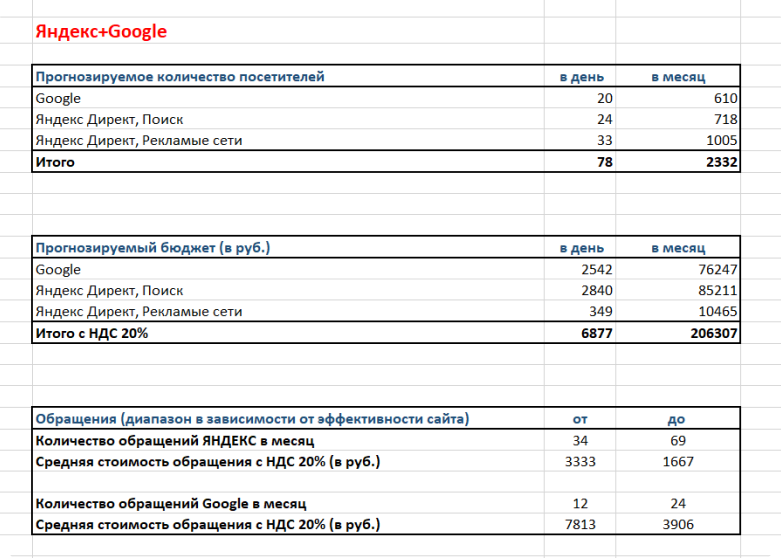 Яндекс+Google
Прогнозируемое количество посетителей в день в месяц
Google 20 610
Яндекс Директ, Поиск 24 718
Яндекс Директ, Рекламые сети 33 1005
Итого 78 2332
Прогнозируемый бюджет (в руб.) в день в месяц
Google 2542 76247
Яндекс Директ, Поиск 2840 85211
Яндекс Директ, Рекламые сети 349 10465
Итого с НДС 20% 6877 206307
Обращения (диапазон в зависимости от эффективности сайта) от до
Количество обращений ЯНДЕКС в месяц 34 69
Средняя стоимость обращения с НДС 20% (в руб.) 3333 1667
Количество обращений Google в месяц 12 24
Средняя стоимость обращения с НДС 20% (в руб.) 7813 3906